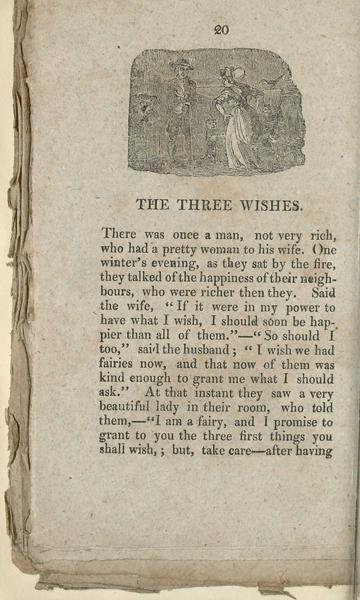 20
THE THREE WISHES.
There was once a man, not very rich,
who had a pretty woman to his wife. One
winter's evening, as they sat by the fire,
they talked of the happiness of their neigh-
bours, who were richer then they. Said
the wife, "If it were in my power to
have what I wish, I should soon be hap-
pier than all of them."—"So should I
too," said the husband; "I wish we had
fairies now, and that now of them was
kind enough to grant me what I should
ask." At that instant they saw a very
beautiful lady in their room, who told
them,—"I am a fairy, and I promise to
grant to you the three first things you
shall wish, ; but, take care—after having